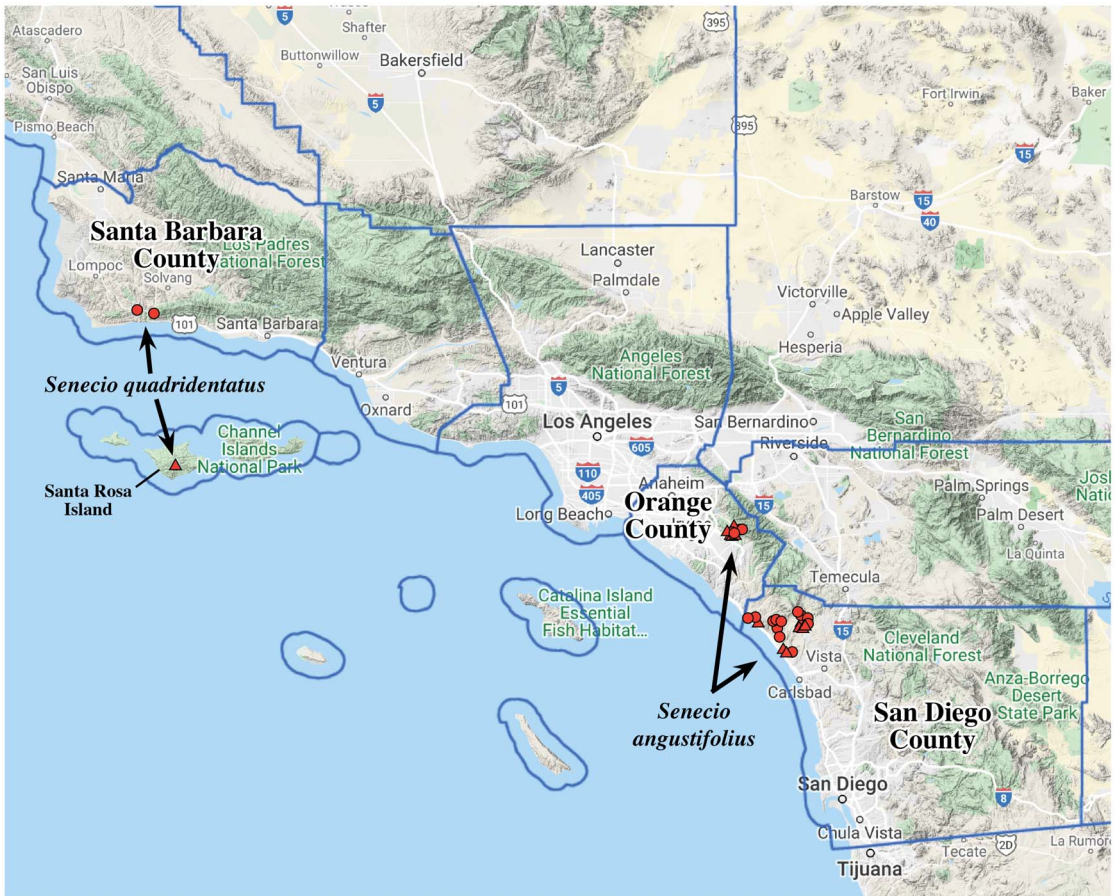 5
395
Atascadero
Shafter
Buttonwillow
Bakersfield
San Luis
Obispo
5
Fort Irwin
Baker
Pismo Beach
395
15
Santa Maria
Barstow
15
40
Santa Barbara
County
Los Padres
National Forest
Lompoc
Solvang
Lancaster
Palmdale
Victorville
Apple Valley
101
Santa Barbara
Hesperia
Ventura
Angeles
National Forest
Senecio quadridentatus
5
Oxnard
101
Los Angeles
San Bernardino
San
Bernardino
National Forest
Channel
Islands
National Park
605
Riverside
110
Anaheim
Palm Springs
Santa Rosa
Island
405
Orange
County
15
Long Beach
Palm Desert
La Quinta
Temecula
Catalina Island
Essential
Fish Habitat...
15
Cleveland
National Forest
Vista
Carlsbad
Anza-Borrego
Desert
State Park
Senecio
angustifolius
San Diego
County
San Diego
8
Chula Vista
Tecate
2D
Tijuana